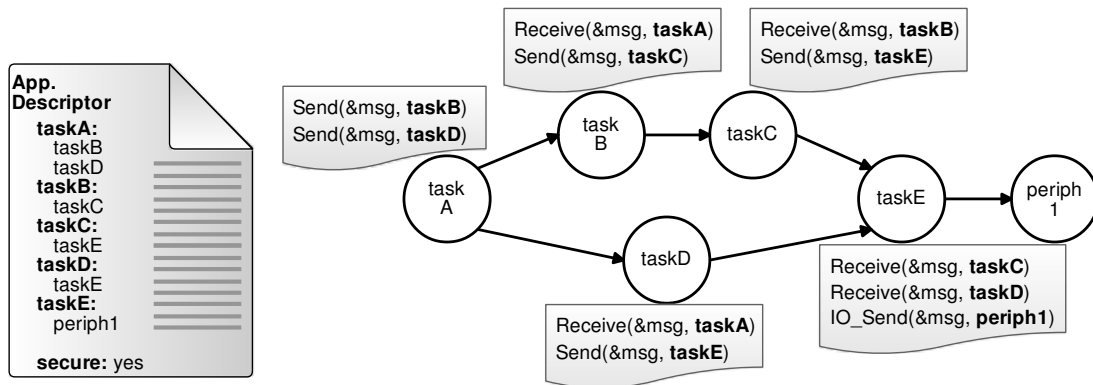 App.
Descriptor
taskA:
taskB
taskD
taskB:
taskC
taskC:
taskE
taskD:
taskE
taskE:
periph1
secure: yes
Send(&msg, taskB)
Send(&msg, taskD)
Receive(&msg, taskA)
Send(&msg, taskC)
Receive(&msg, taskB)
Send(&msg, taskE)
task
A
task
B
taskC
taskD
taskE
periph
1
Receive(&msg, taskA)
Send(&msg, taskE)
Receive(&msg, taskC)
Receive(&msg, taskD)
IO_Send(&msg, periph1)